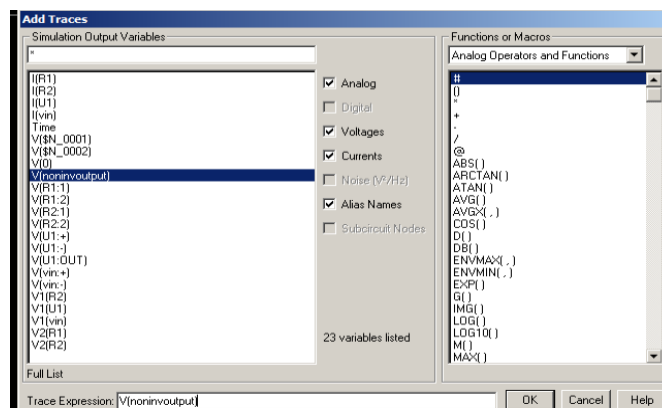 Add Traces
Simulation Output Variables
*
I(R1)
I(R2)
I(U1)
I(vin)
Time
V($N_0001)
V($N_0002)
V(0)
V(noninvoutput)
V(R1:1)
V(R1:2)
V(R2:1)
V(R2:2)
V(U1:+)
V(U1:-)
V(U1:OUT)
V(vin:+)
V(vin:-)
V1(R2)
V1(U1)
V1(vin)
V2(R1)
V2(R2)
Analog
Digital
Voltages
Currents
Noise (V²/Hz)
Alias Names
Subcircuit Nodes
23 variables listed
Full List
Functions or Macros
Analog Operators and Functions
#
()
*
+
-
/
@
ABS( )
ARCTAN( )
ATAN( )
AVG( )
AVGX( , )
COS( )
D( )
DB( )
ENVMAX( , )
ENVMIN( , )
EXP( )
G( )
IMG( )
LOG( )
LOG10( )
M( )
MAX( )
Trace Expression: V(noninvoutput)
OK Cancel Help